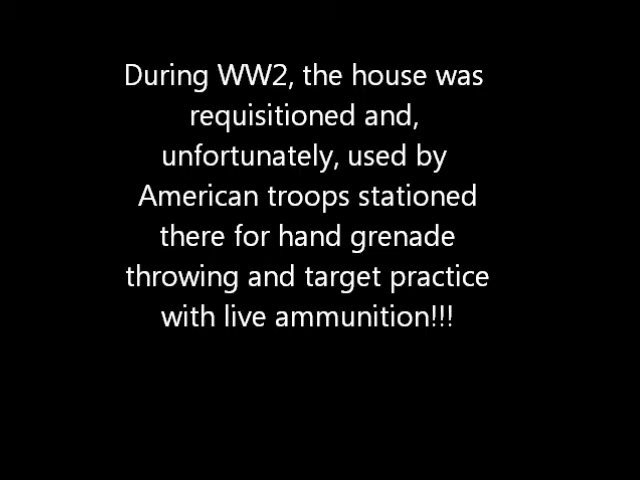 During WW2, the house was
requisitioned and,
unfortunately, used by
American troops stationed
there for hand grenade
throwing and target practice
with live ammunition!!!